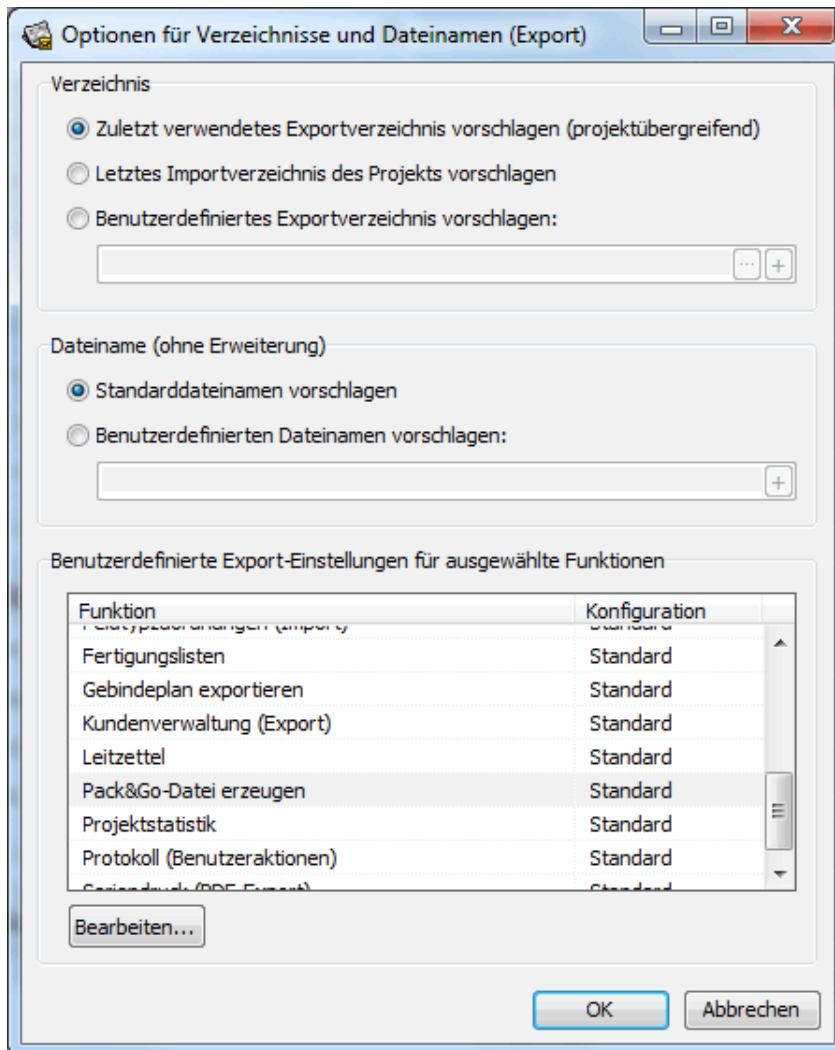 Optionen für Verzeichnisse und Dateinamen (Export)
Verzeichnis
Zuletzt verwendetes Exportverzeichnis vorschlagen (projektübergreifend)
Letztes Importverzeichnis des Projekts vorschlagen
Benutzerdefiniertes Exportverzeichnis vorschlagen:
... +
Dateiname (ohne Erweiterung)
Standarddateinamen vorschlagen
Benutzerdefinierten Dateinamen vorschlagen:
+
Benutzerdefinierte Export-Einstellungen für ausgewählte Funktionen
Funktion Konfiguration
Fertigungslisten Standard
Gebindeplan exportieren Standard
Kundenverwaltung (Export) Standard
Leitzettel Standard
Pack&Go-Datei erzeugen Standard
Projektstatistik Standard
Protokoll (Benutzeraktionen) Standard
Bearbeiten...
OK Abbrechen